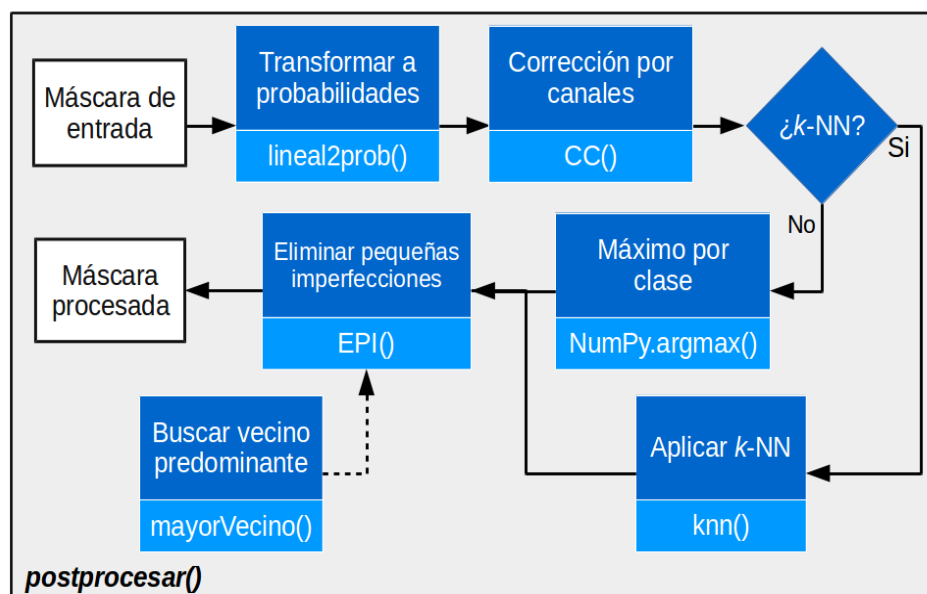 Máscara de
entrada
Transformar a
probabilidades
lineal2prob()
Corrección por
canales
CC()
¿k-NN?
Si
No
Máximo por
clase
NumPy.argmax()
Eliminar pequeñas
imperfecciones
EPI()
Máscara
procesada
Buscar vecino
predominante
mayorVecino()
Aplicar k-NN
knn()
postprocesar()